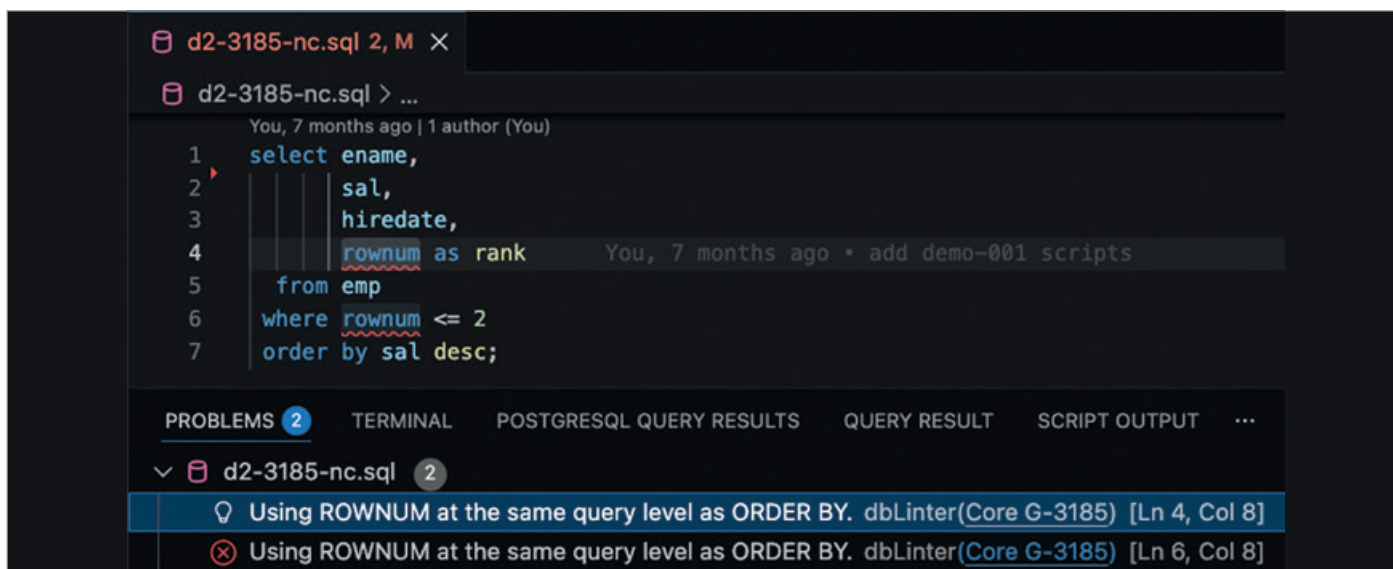 d2-3185-nc.sql 2, M ×
d2-3185-nc.sql > ...
You, 7 months ago | 1 author (You)
1 select ename,
2 sal,
3 hiredate,
4 rownum as rank You, 7 months ago • add demo-001 scripts
5 from emp
6 where rownum <= 2
7 order by sal desc;
PROBLEMS 2 TERMINAL POSTGRESQL QUERY RESULTS QUERY RESULT SCRIPT OUTPUT ...
d2-3185-nc.sql 2
Using ROWNUM at the same query level as ORDER BY. dbLinter(Core G-3185) [Ln 4, Col 8]
Using ROWNUM at the same query level as ORDER BY. dbLinter(Core G-3185) [Ln 6, Col 8]